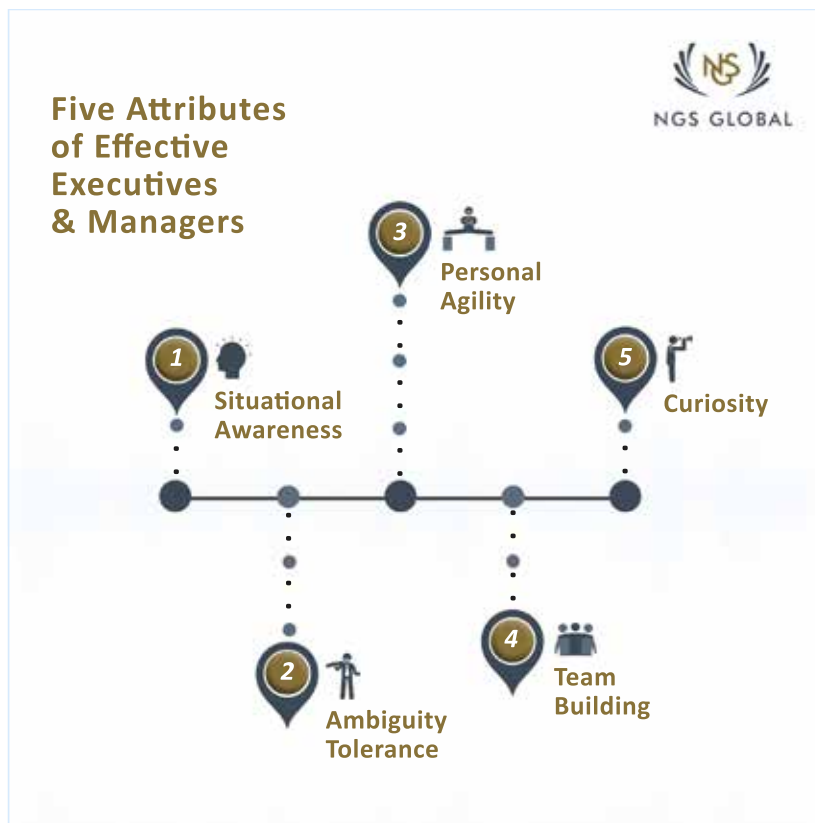 NGS
NGS GLOBAL
Five Attributes
of Effective
Executives
& Managers
3
Personal
Agility
1
Situational
Awareness
5
Curiosity
2
Ambiguity
Tolerance
4
Team
Building